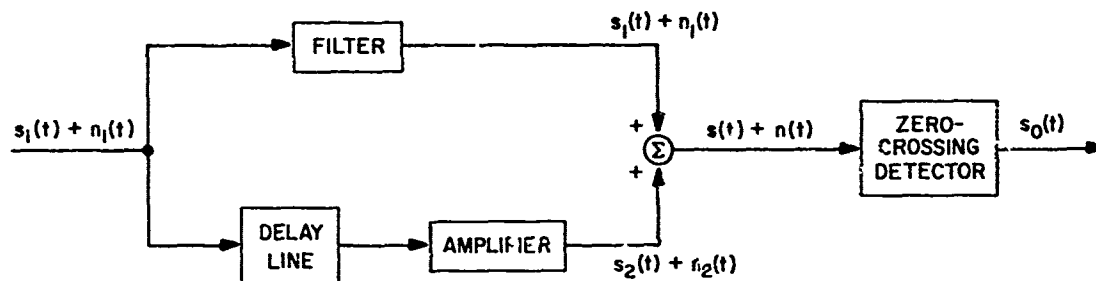 s₁(t) + n₁(t)
FILTER
s₁(t) + n₁(t)
+
Σ
+
s(t) + n(t)
ZERO-
CROSSING
DETECTOR
s₀(t)
DELAY
LINE
AMPLIFIER
s₂(t) + n₂(t)